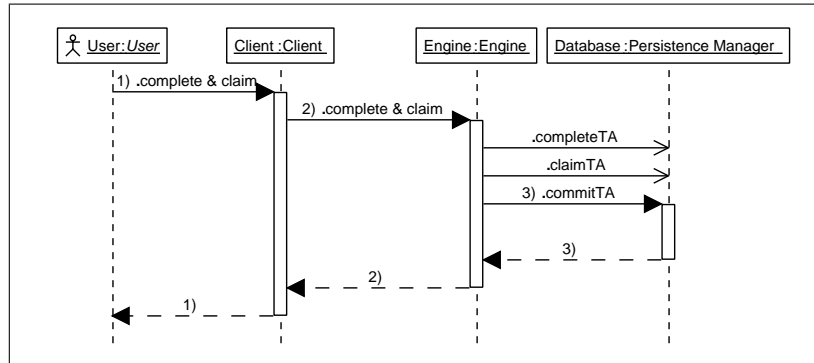 User:User
Client :Client
Engine:Engine
Database :Persistence Manager
1) .complete & claim
2) .complete & claim
.completeTA
.claimTA
3) .commitTA
3)
2)
1)